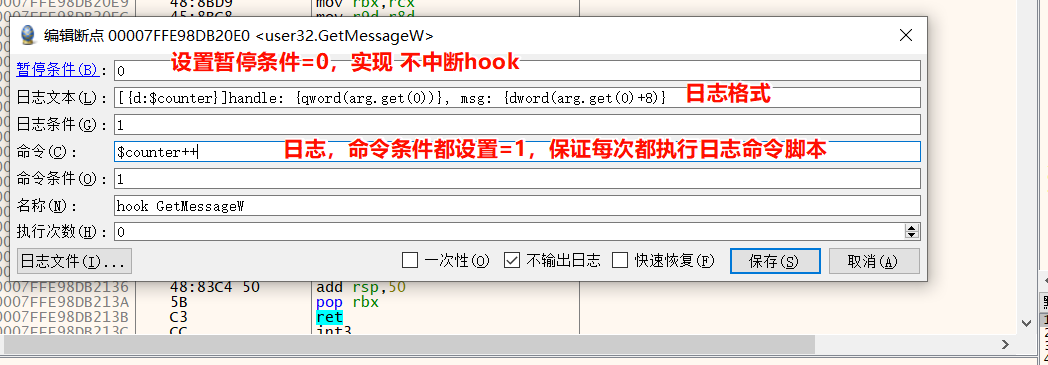 00007FFE98DB20E9 48:8BD9 mov rbx,rcx
编辑断点 00007FFE98DB20E0 <user32.GetMessageW>
暂停条件(B): 0
设置暂停条件=0，实现 不中断hook
日志文本(L): [{d:$counter}]handle: {qword(arg.get(0))}, msg: {dword(arg.get(0)+8)}
日志格式
日志条件(G): 1
命令(C): $counter++
日志，命令条件都设置=1，保证每次都执行日志命令脚本
命令条件(O): 1
名称(N): hook GetMessageW
执行次数(H): 0
日志文件(I)... 一次性(O) 不输出日志 快速恢复(F) 保存(S) 取消(A)
00007FFE98DB2136 48:83C4 50 add rsp,50
00007FFE98DB213A 5B pop rbx
00007FFE98DB213B C3 ret
00007FFE98DB213C CC int3